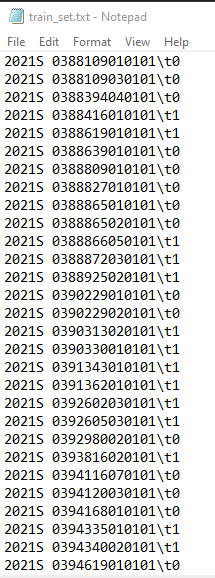 train_set.txt - Notepad
File Edit Format View Help
2021S 0388109010101\t0
2021S 0388109030101\t0
2021S 0388394040101\t0
2021S 0388416010101\t1
2021S 0388619010101\t1
2021S 0388639010101\t0
2021S 0388809010101\t0
2021S 0388827010101\t0
2021S 0388865010101\t0
2021S 0388865020101\t0
2021S 0388866050101\t1
2021S 0388872030101\t1
2021S 0388925020101\t1
2021S 0390229010101\t0
2021S 0390229020101\t0
2021S 0390313020101\t1
2021S 0390330010101\t1
2021S 0391343010101\t1
2021S 0391362010101\t1
2021S 0392602030101\t1
2021S 0392605030101\t1
2021S 0392980020101\t0
2021S 0393816020101\t1
2021S 0394116070101\t0
2021S 0394120030101\t0
2021S 0394168010101\t0
2021S 0394335010101\t1
2021S 0394340020101\t1
2021S 0394619010101\t0